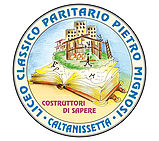 LICEO CLASSICO PARITARIO PIETRO MIGNOSI
COSTRUTTORI
DI SAPERE
CALTANISSETTA